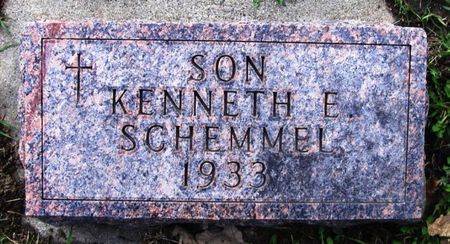 SON
KENNETH E.
SCHEMMEL
1933